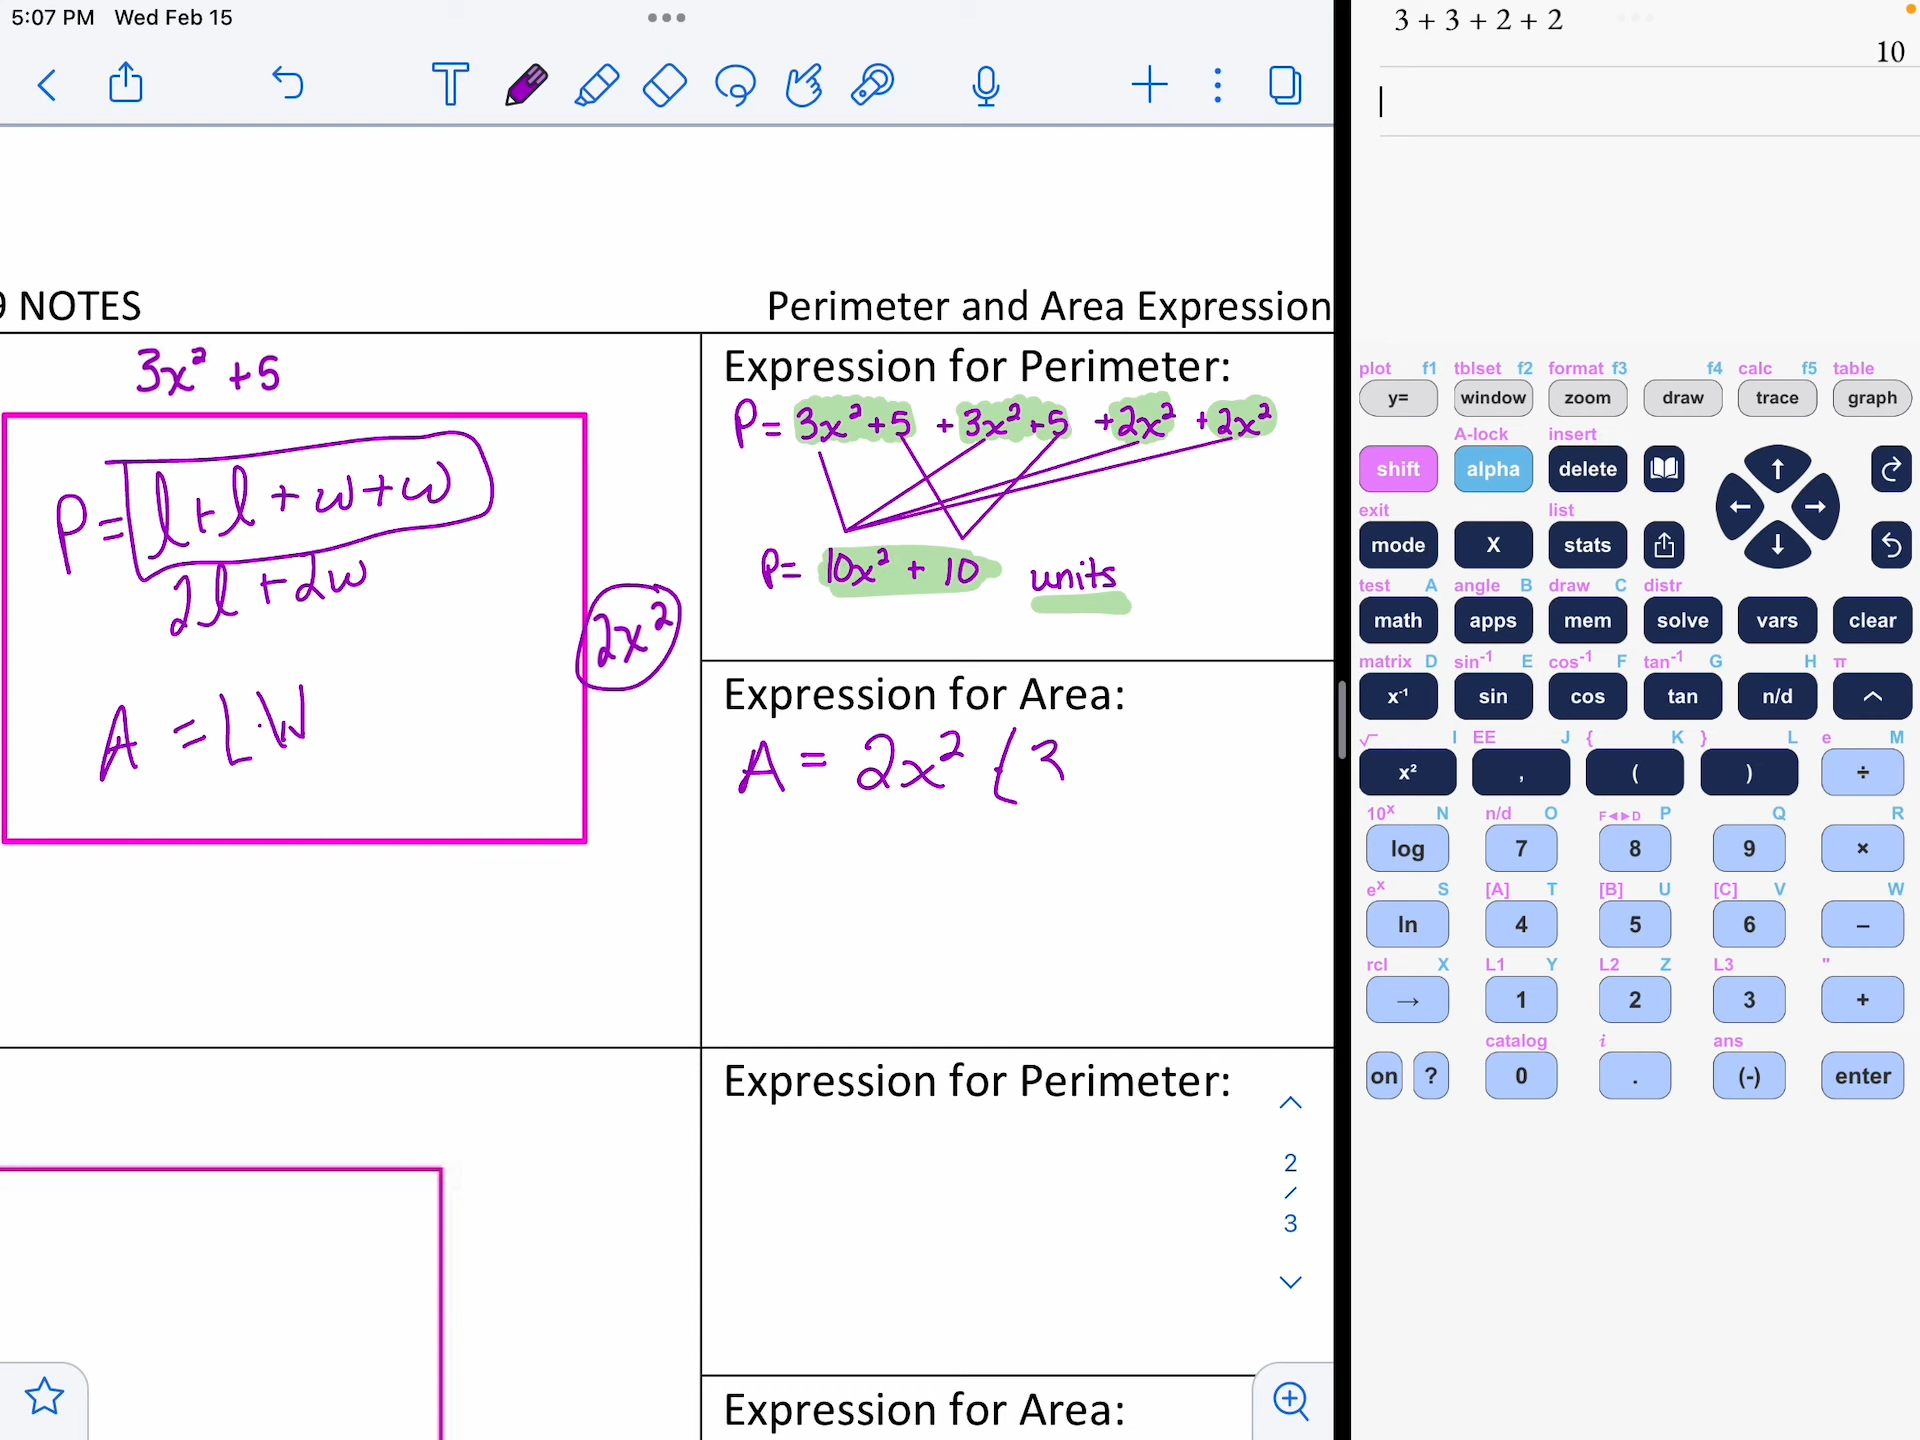 5:07 PM Wed Feb 15
9 NOTES
Perimeter and Area Expression
3x² + 5
P = l + l + w + w
2l + 2w
2x²
A = L·W
Expression for Perimeter:
P = 3x² + 5 + 3x² + 5 + 2x² + 2x²
P = 10x² + 10 units
Expression for Area:
A = 2x² (3
Expression for Perimeter:
2
/
3
Expression for Area:
3 + 3 + 2 + 2
10
plot f1 tblset f2 format f3 f4 calc f5 table
y= window zoom draw trace graph
A-lock insert
shift alpha delete
exit list
mode X stats
test A angle B draw C distr
math apps mem solve vars clear
matrix D sin⁻¹ E cos⁻¹ F tan⁻¹ G H π
x⁻¹ sin cos tan n/d ^
√ I EE J { K } L e M
x² , ( ) ÷
10ˣ N n/d O F◄►D P Q R
log 7 8 9 ×
eˣ S [A] T [B] U [C] V W
ln 4 5 6 −
rcl X L1 Y L2 Z L3 "
→ 1 2 3 +
catalog i ans
on ? 0 . (-) enter